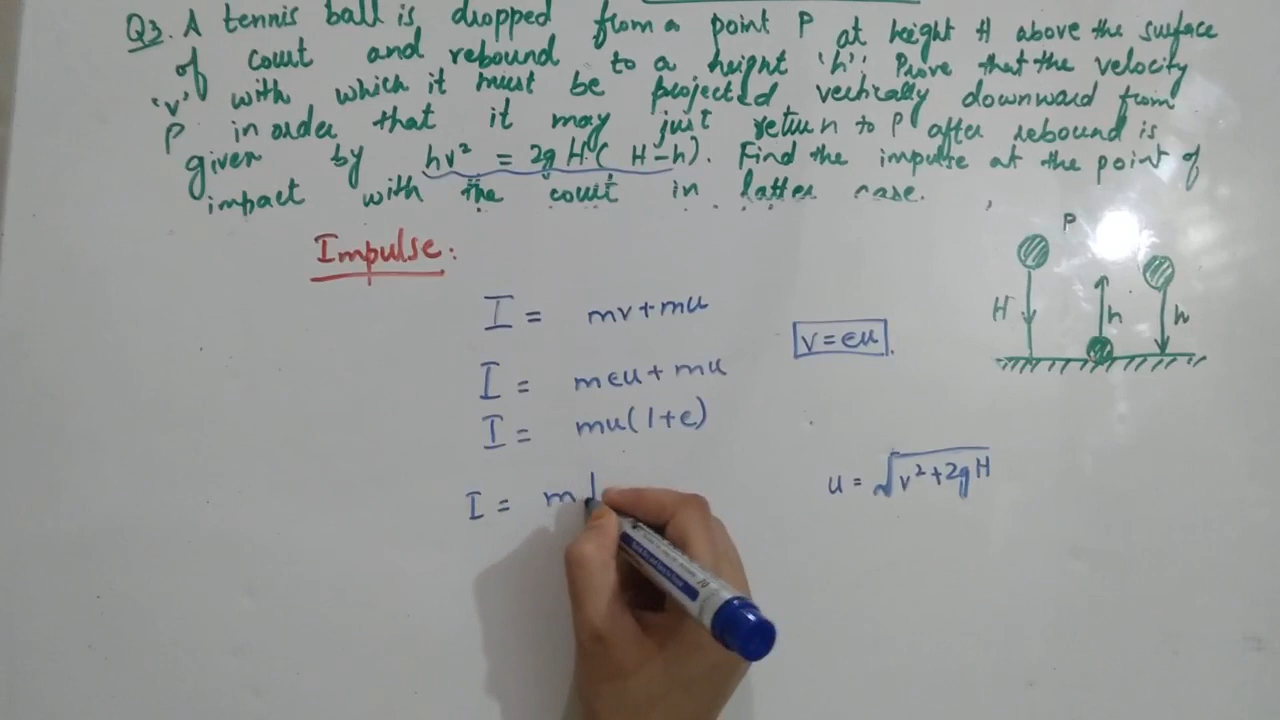 Q3. A tennis ball is dropped from a point P at height H above the surface
of court and rebound to a height 'h'; Prove that the velocity
'v' with which it must be projected vertically downward from
P in order that it may just return to P after rebound is
given by hv² = 2g H·( H-h). Find the impulse at the point of
impact with the court in latter case.
P
Impulse:
I = mv+mu
H
h
h
v=eu
I = meu+mu
I = mu(1+e)
u = √v²+2gH
I = m